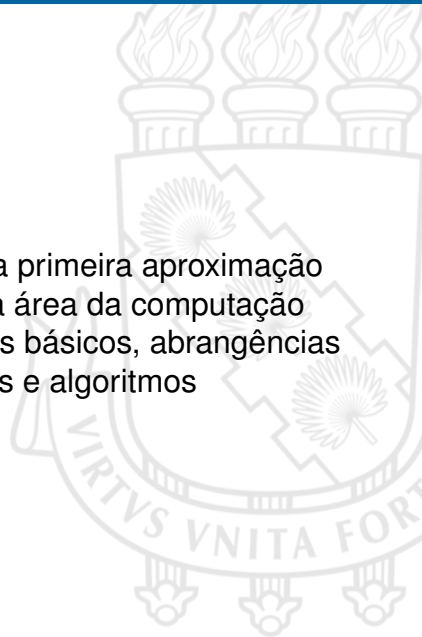 a primeira aproximação
a área da computação
s básicos, abrangências
s e algoritmos
VIRTVS VNITA FOR